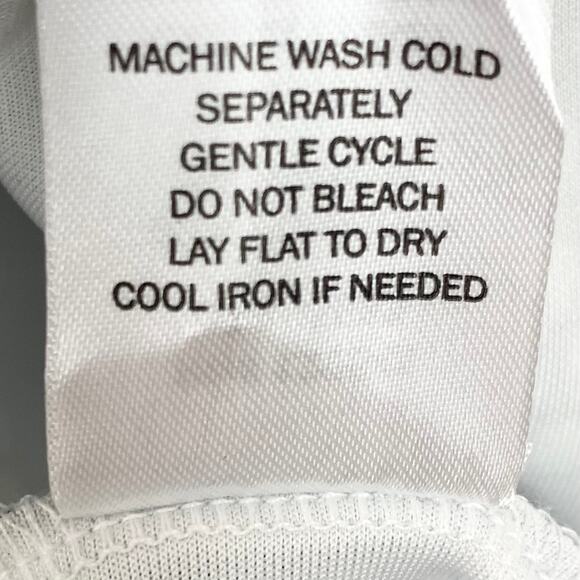 MACHINE WASH COLD
SEPARATELY
GENTLE CYCLE
DO NOT BLEACH
LAY FLAT TO DRY
COOL IRON IF NEEDED